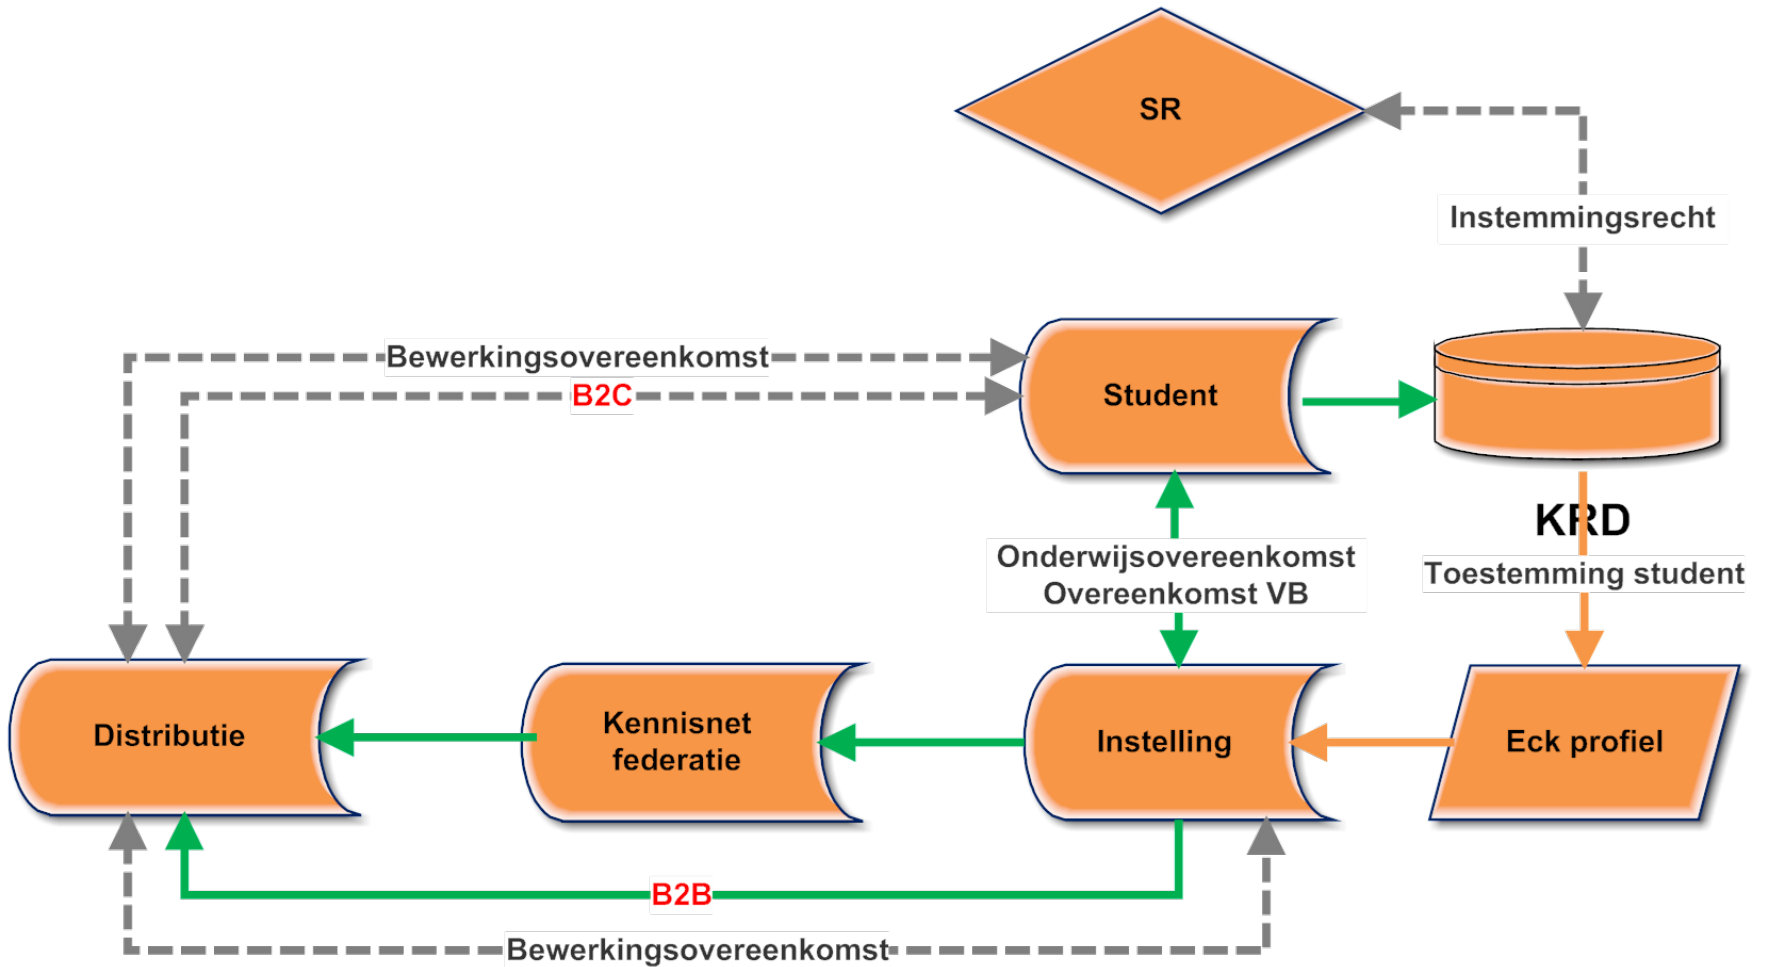 SR
Instemmingsrecht
Bewerkingsovereenkomst
B2C
Student
KRD
Onderwijsovereenkomst
Overeenkomst VB
Toestemming student
Distributie
Kennisnet
federatie
Instelling
Eck profiel
B2B
Bewerkingsovereenkomst